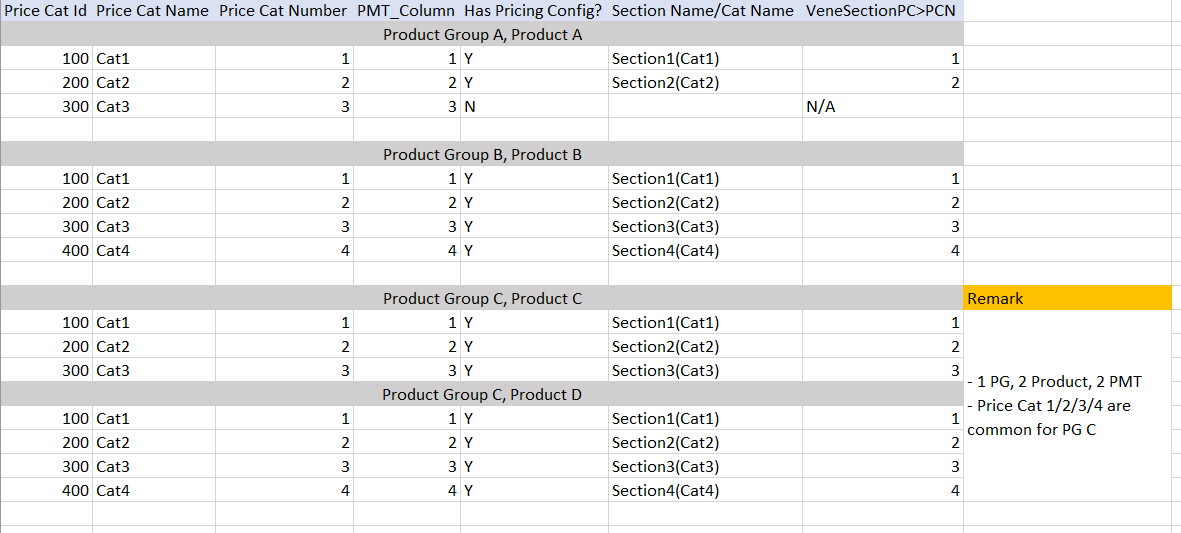 Price Cat Id Price Cat Name Price Cat Number PMT_Column Has Pricing Config? Section Name/Cat Name VeneSectionPC>PCN
Product Group A, Product A
100 Cat1 1 1 Y Section1(Cat1) 1
200 Cat2 2 2 Y Section2(Cat2) 2
300 Cat3 3 3 N N/A
Product Group B, Product B
100 Cat1 1 1 Y Section1(Cat1) 1
200 Cat2 2 2 Y Section2(Cat2) 2
300 Cat3 3 3 Y Section3(Cat3) 3
400 Cat4 4 4 Y Section4(Cat4) 4
Product Group C, Product C Remark
100 Cat1 1 1 Y Section1(Cat1) 1
200 Cat2 2 2 Y Section2(Cat2) 2
300 Cat3 3 3 Y Section3(Cat3) 3
Product Group C, Product D
100 Cat1 1 1 Y Section1(Cat1) 1
200 Cat2 2 2 Y Section2(Cat2) 2
300 Cat3 3 3 Y Section3(Cat3) 3
400 Cat4 4 4 Y Section4(Cat4) 4
- 1 PG, 2 Product, 2 PMT
- Price Cat 1/2/3/4 are
common for PG C